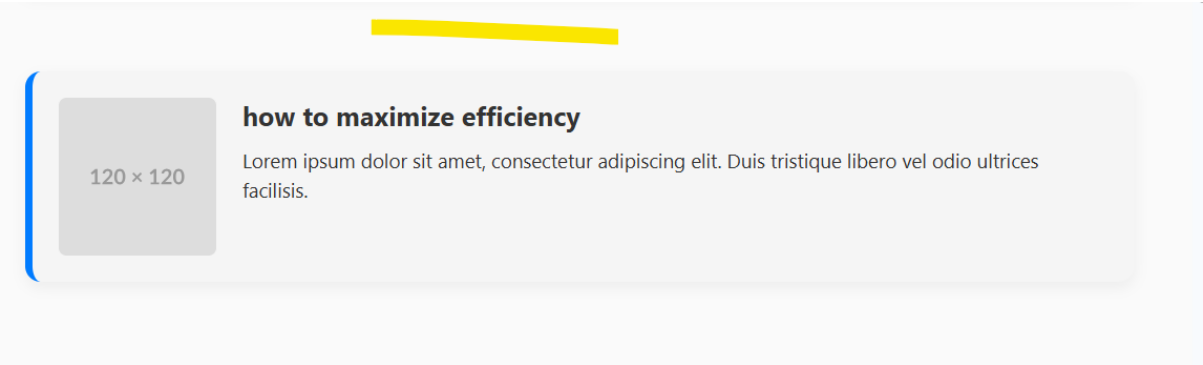 how to maximize efficiency
120 × 120
Lorem ipsum dolor sit amet, consectetur adipiscing elit. Duis tristique libero vel odio ultrices
facilisis.